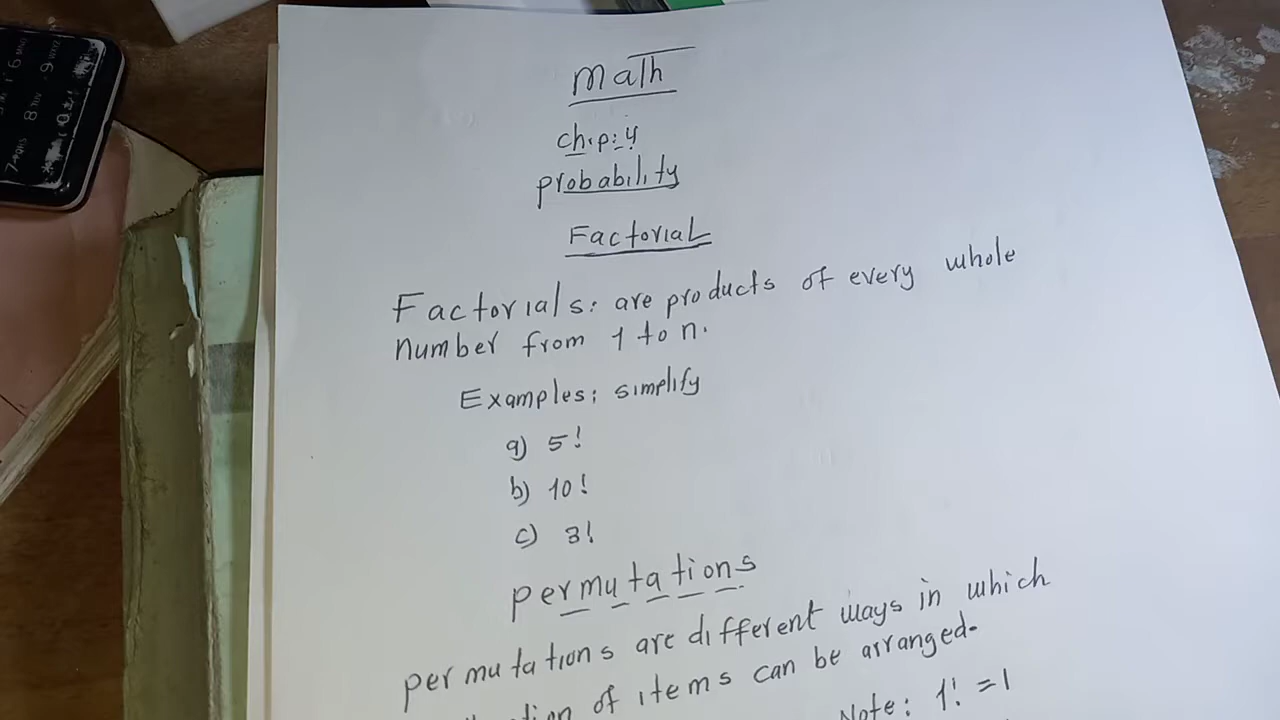 Math
chp: 4
probability
Factorial
Factorials: are products of every whole
number from 1 to n.
Examples: simplify
a) 5!
b) 10!
c) 3!
permutations
permutations are different ways in which
of items can be arranged.
Note: 1! = 1